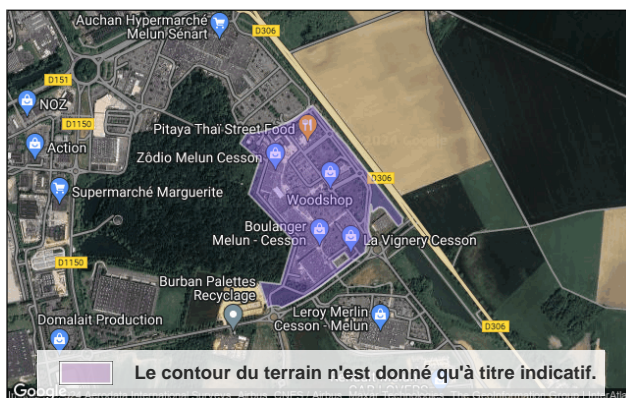 Auchan Hypermarché
Melun Sénart
D306
D151
NOZ
D1150
Pitaya Thaï Street Food
Action
Zôdio Melun Cesson
D306
Supermarché Marguerite
Woodshop
Boulanger
Melun - Cesson
La Vignery Cesson
D1150
Burban Palettes
Recyclage
Leroy Merlin
Cesson - Melun
Domalait Production
D306
Le contour du terrain n'est donné qu'à titre indicatif.
Google